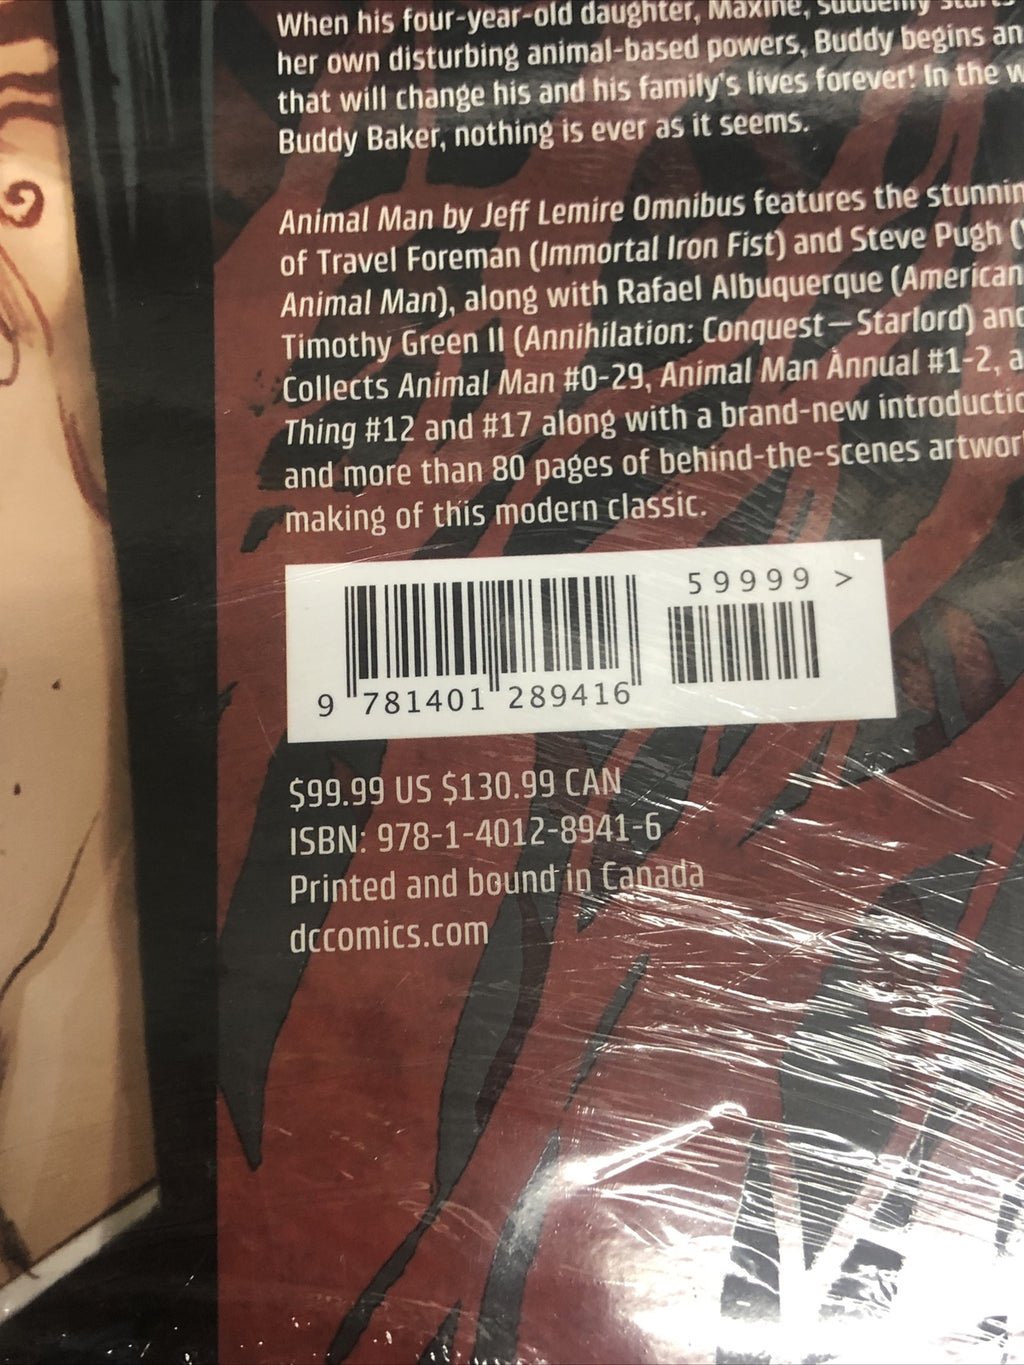 When his four-year-old daughter, Maxine, suddenly starts
her own disturbing animal-based powers, Buddy begins an
that will change his and his family's lives forever! In the w
Buddy Baker, nothing is ever as it seems.
Animal Man by Jeff Lemire Omnibus features the stunnin
of Travel Foreman (Immortal Iron Fist) and Steve Pugh (
Animal Man), along with Rafael Albuquerque (American
Timothy Green II (Annihilation: Conquest—Starlord) and
Collects Animal Man #0-29, Animal Man Annual #1-2, a
Thing #12 and #17 along with a brand-new introductio
and more than 80 pages of behind-the-scenes artwor
making of this modern classic.
59999 >
9 781401 289416
$99.99 US $130.99 CAN
ISBN: 978-1-4012-8941-6
Printed and bound in Canada
dccomics.com